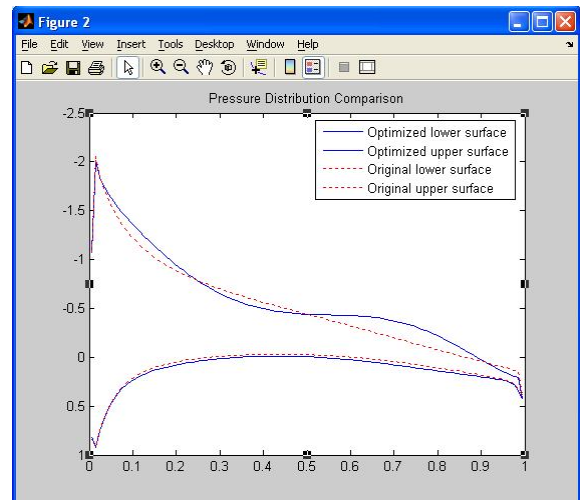 Figure 2
File Edit View Insert Tools Desktop Window Help
Pressure Distribution Comparison
-2.5
-2
-1.5
-1
-0.5
0
0.5
1
Optimized lower surface
Optimized upper surface
Original lower surface
Original upper surface
0 0.1 0.2 0.3 0.4 0.5 0.6 0.7 0.8 0.9 1